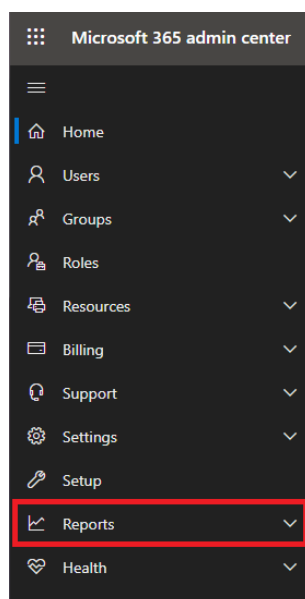 Microsoft 365 admin center
Home
Users
Groups
Roles
Resources
Billing
Support
Settings
Setup
Reports
Health